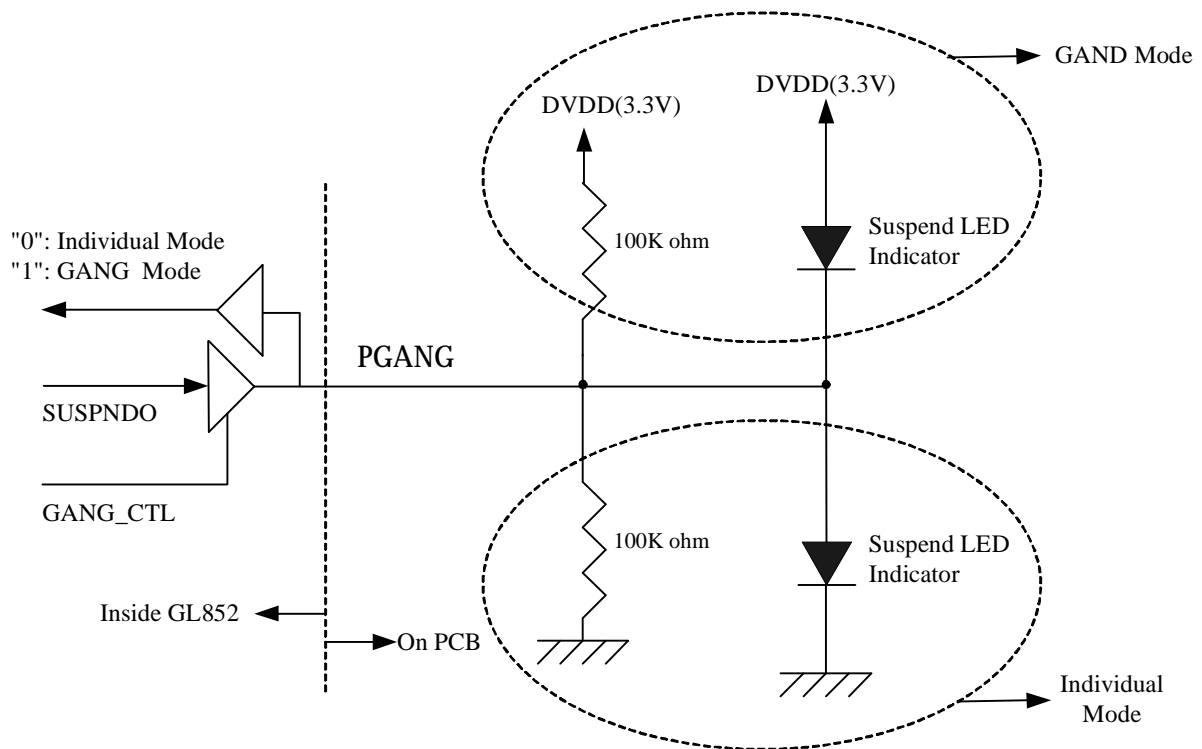 GAND Mode
DVDD(3.3V)
DVDD(3.3V)
"0": Individual Mode
"1": GANG Mode
100K ohm
Suspend LED
Indicator
PGANG
SUSPNDO
GANG_CTL
100K ohm
Suspend LED
Indicator
Inside GL852
On PCB
Individual
Mode